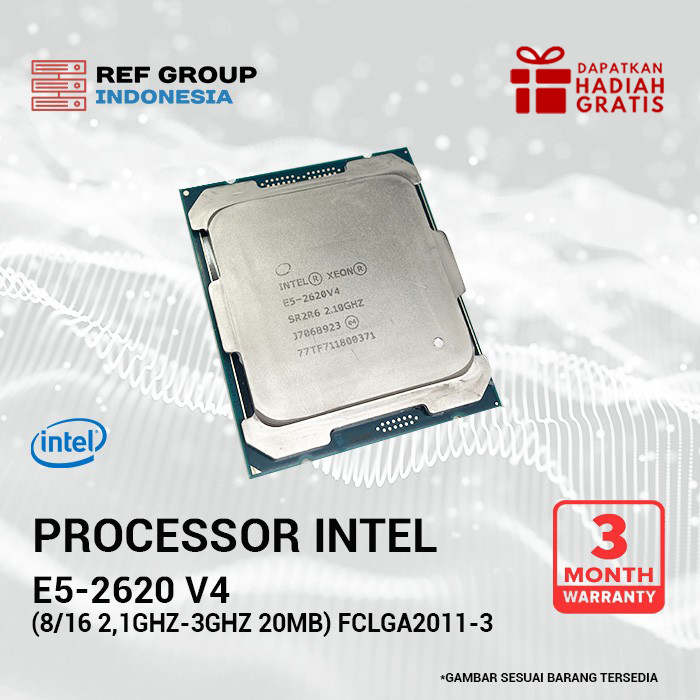 REF GROUP
INDONESIA
DAPATKAN
HADIAH
GRATIS
INTEL® XEON®
E5-2620V4
SR2R6 2.10GHZ
J706B923 e4
77TF711800371
intel
PROCESSOR INTEL
E5-2620 V4
(8/16 2,1GHZ-3GHZ 20MB) FCLGA2011-3
3
MONTH
WARRANTY
*GAMBAR SESUAI BARANG TERSEDIA